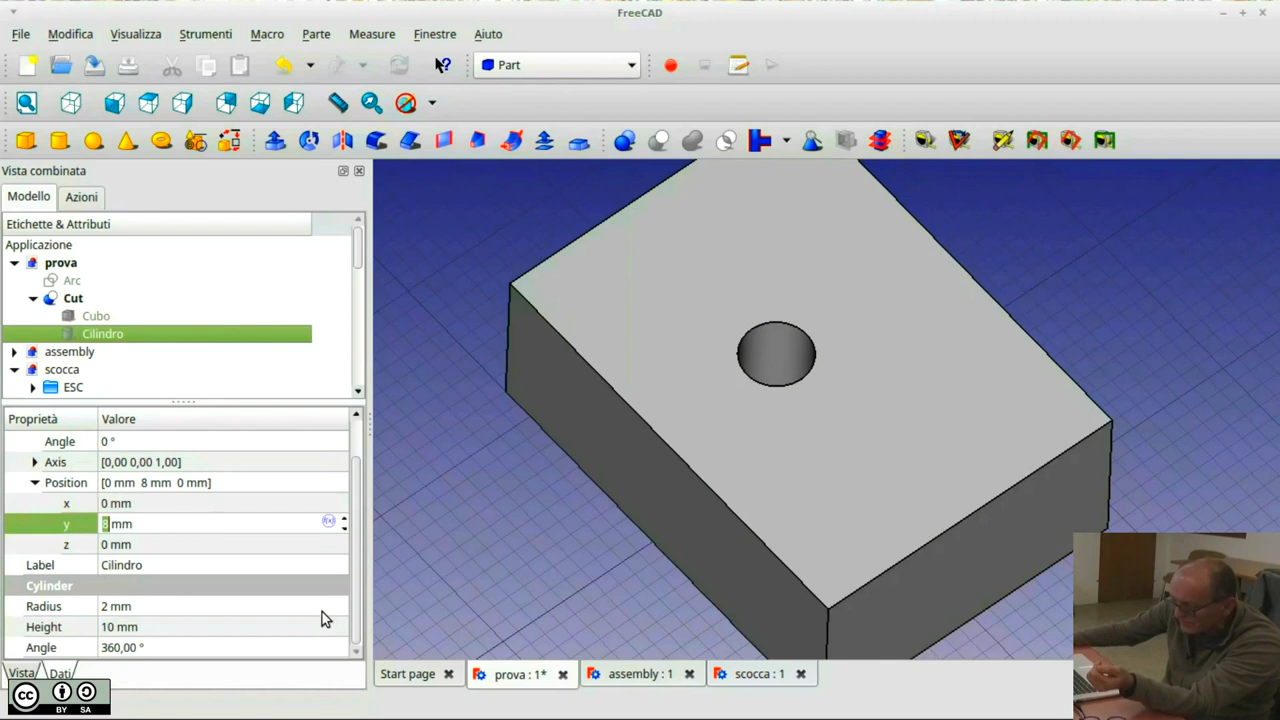 FreeCAD
File Modifica Visualizza Strumenti Macro Parte Measure Finestre Aiuto
Part
Vista combinata
Modello Azioni
Etichette & Attributi
Applicazione
prova
Arc
Cut
Cubo
Cilindro
assembly
scocca
ESC
Proprietà Valore
Angle 0 °
Axis [0,00 0,00 1,00]
Position [0 mm 8 mm 0 mm]
x 0 mm
y 8 mm
z 0 mm
Label Cilindro
Cylinder
Radius 2 mm
Height 10 mm
Angle 360,00 °
Vista Dati
Start page prova : 1* assembly : 1 scocca : 1
cc BY SA